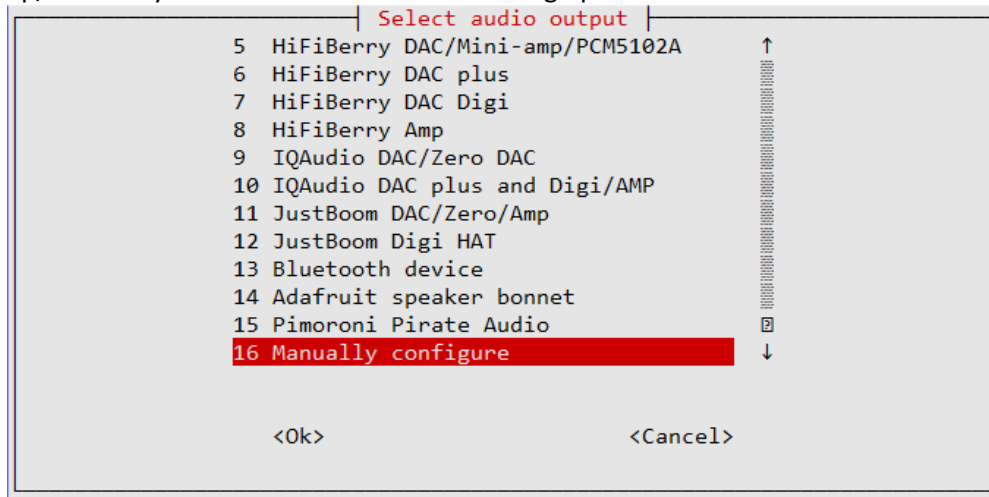 Select audio output
5 HiFiBerry DAC/Mini-amp/PCM5102A ↑
6 HiFiBerry DAC plus
7 HiFiBerry DAC Digi
8 HiFiBerry Amp
9 IQAudio DAC/Zero DAC
10 IQAudio DAC plus and Digi/AMP
11 JustBoom DAC/Zero/Amp
12 JustBoom Digi HAT
13 Bluetooth device
14 Adafruit speaker bonnet
15 Pimoroni Pirate Audio
16 Manually configure ↓
<Ok> <Cancel>